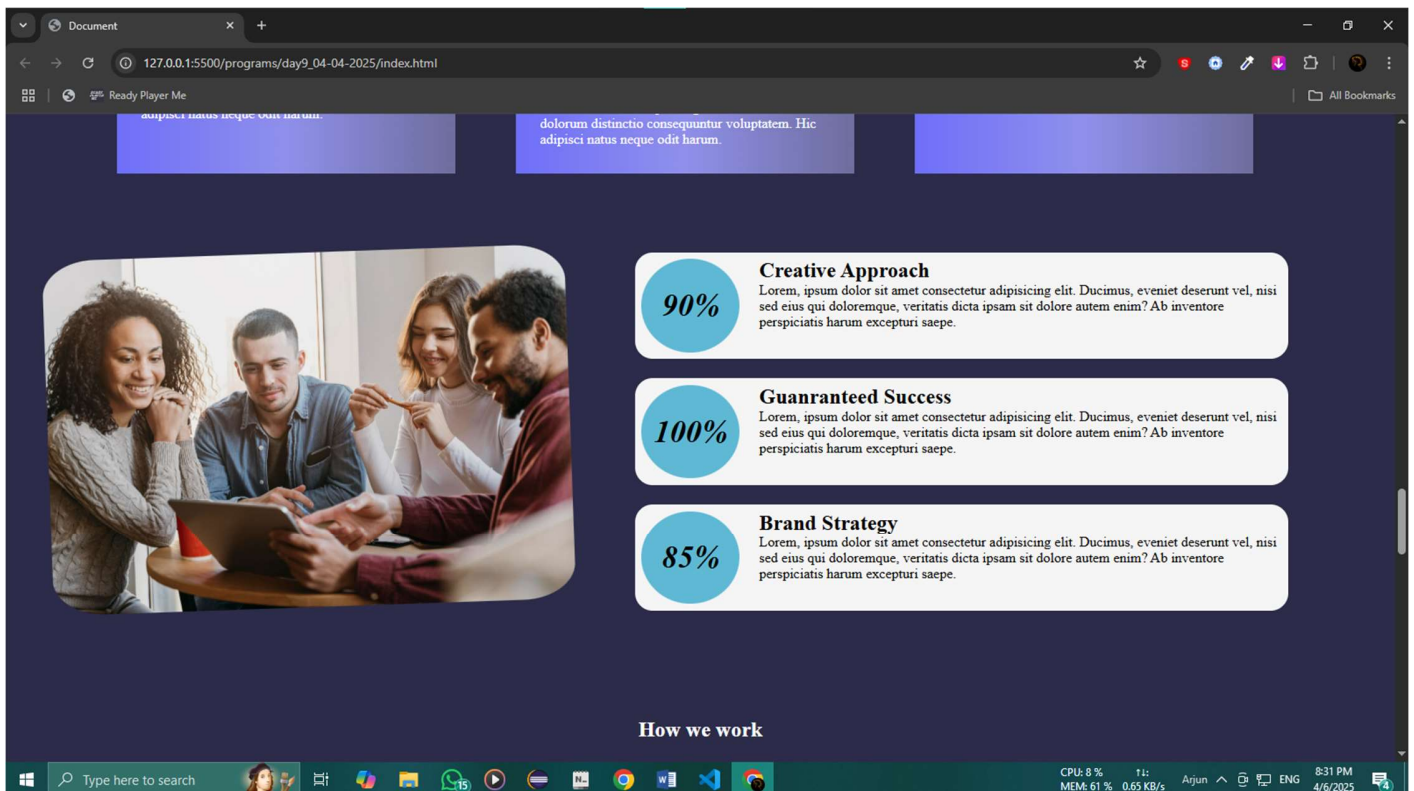 Document
127.0.0.1:5500/programs/day9_04-04-2025/index.html
Ready Player Me
All Bookmarks
adipisci natus neque odit harum.
dolorum distinctio consequuntur voluptatem. Hic
adipisci natus neque odit harum.
90%
Creative Approach
Lorem, ipsum dolor sit amet consectetur adipisicing elit. Ducimus, eveniet deserunt vel, nisi
sed eius qui doloremque, veritatis dicta ipsam sit dolore autem enim? Ab inventore
perspiciatis harum excepturi saepe.
100%
Guanranteed Success
Lorem, ipsum dolor sit amet consectetur adipisicing elit. Ducimus, eveniet deserunt vel, nisi
sed eius qui doloremque, veritatis dicta ipsam sit dolore autem enim? Ab inventore
perspiciatis harum excepturi saepe.
85%
Brand Strategy
Lorem, ipsum dolor sit amet consectetur adipisicing elit. Ducimus, eveniet deserunt vel, nisi
sed eius qui doloremque, veritatis dicta ipsam sit dolore autem enim? Ab inventore
perspiciatis harum excepturi saepe.
How we work
Type here to search
15
CPU: 8 %
MEM: 61 % 0.65 KB/s
Arjun
ENG
8:31 PM
4/6/2025
4